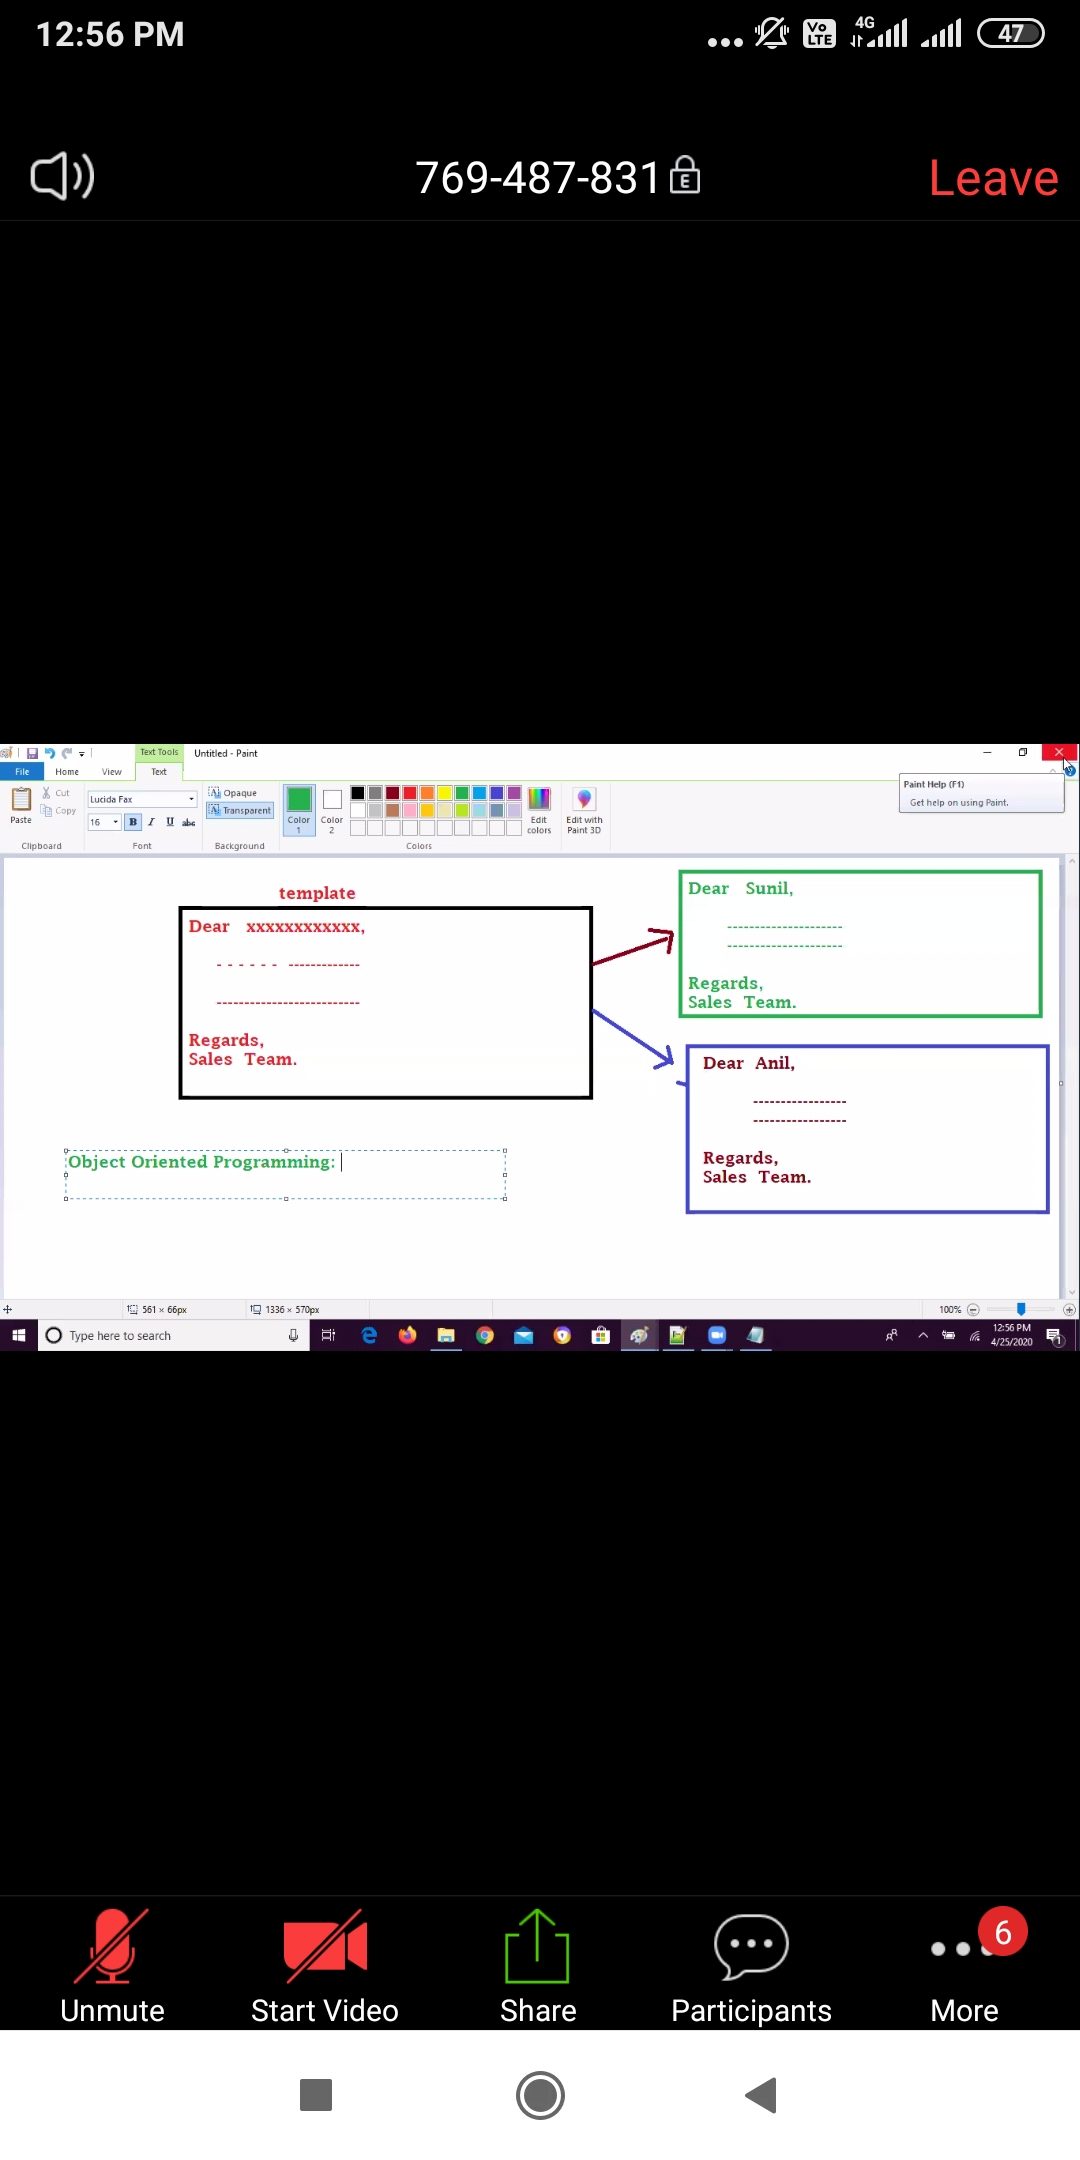 12:56 PM
Vo LTE 4G 47
769-487-831 E Leave
Text Tools Untitled - Paint
File Home View Text
Paste Cut Copy Lucida Fax 16 B I U abc Opaque Transparent Color 1 Color 2 Edit colors Edit with Paint 3D
Clipboard Font Background Colors
Paint Help (F1)
Get help on using Paint.
template
Dear xxxxxxxxxxxx,
- - - - - - -------------
--------------------------
Regards,
Sales Team.
Dear Sunil,
---------------------
---------------------
Regards,
Sales Team.
Dear Anil,
-----------------
-----------------
Regards,
Sales Team.
Object Oriented Programming:
561 × 66px 1336 × 570px 100%
Type here to search 12:56 PM
4/25/2020 1
6
Unmute Start Video Share Participants More